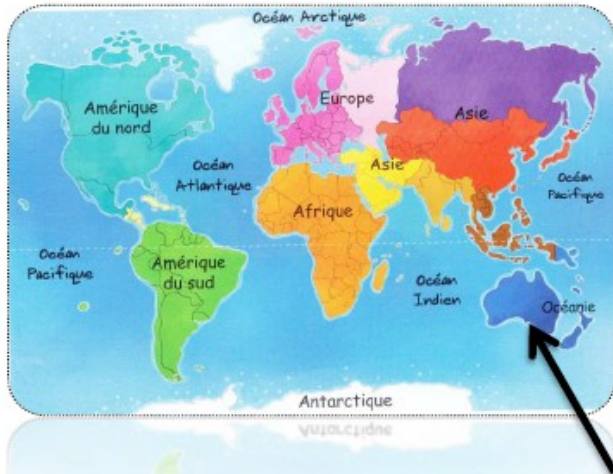 Océan Arctique
Amérique
du nord
Europe
Asie
Océan
Atlantique
Asie
Océan
Pacifique
Afrique
Océan
Pacifique
Amérique
du sud
Océan
Indien
Océanie
Antarctique